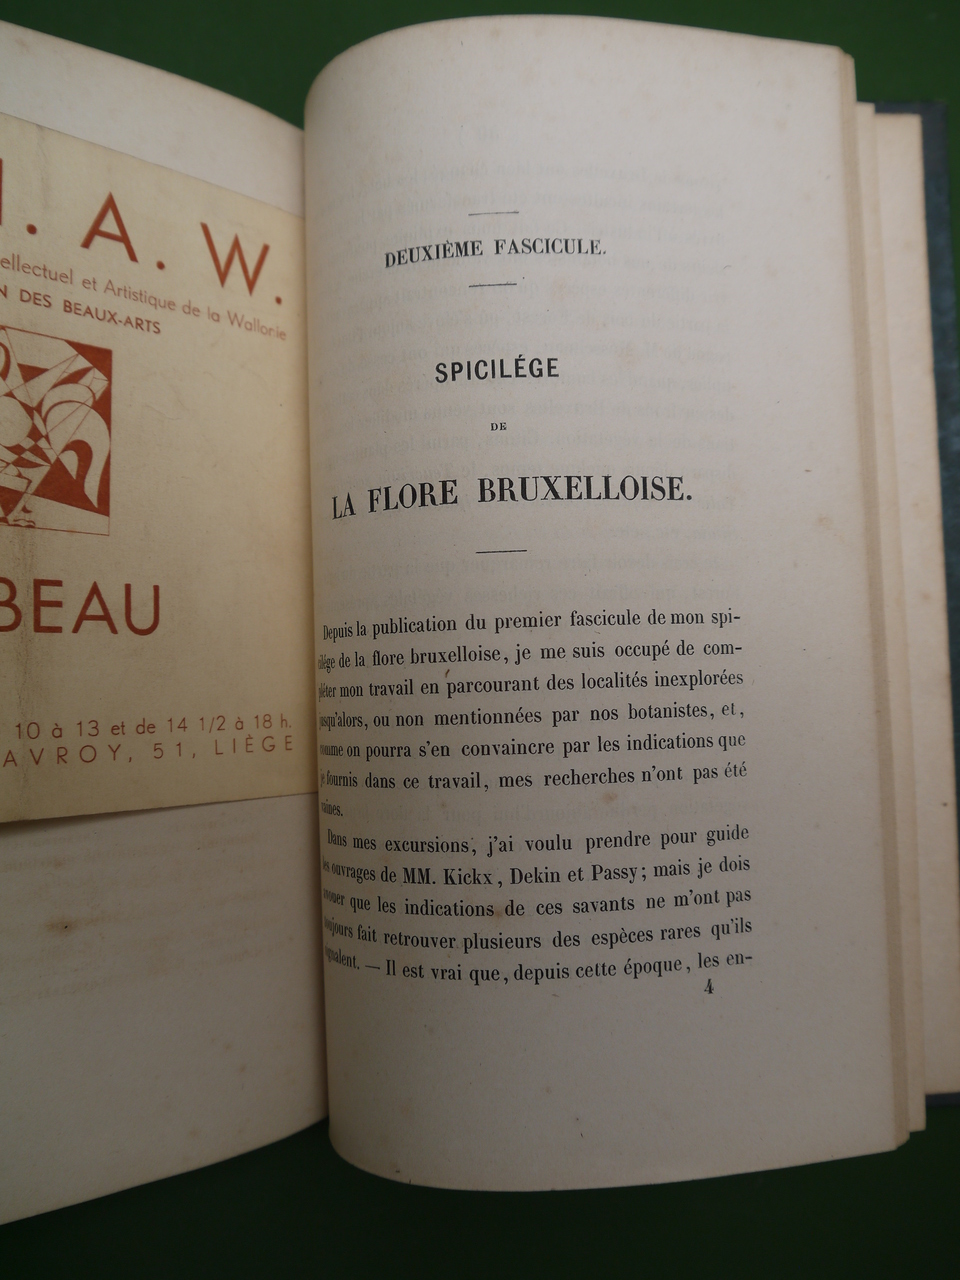 . A. W.
ellectuel et Artistique de la Wallonie
N DES BEAUX-ARTS
BEAU
10 à 13 et de 14 1/2 à 18 h.
AVROY, 51, LIÈGE
DEUXIÈME FASCICULE.
SPICILÉGE
DE
LA FLORE BRUXELLOISE.
Depuis la publication du premier fascicule de mon spi-
cilége de la flore bruxelloise, je me suis occupé de com-
pléter mon travail en parcourant des localités inexplorées
jusqu'alors, ou non mentionnées par nos botanistes, et,
comme on pourra s'en convaincre par les indications que
je fournis dans ce travail, mes recherches n'ont pas été
vaines.
Dans mes excursions, j'ai voulu prendre pour guide
les ouvrages de MM. Kickx, Dekin et Passy; mais je dois
avouer que les indications de ces savants ne m'ont pas
toujours fait retrouver plusieurs des espèces rares qu'ils
signalent. — Il est vrai que, depuis cette époque, les en-
4